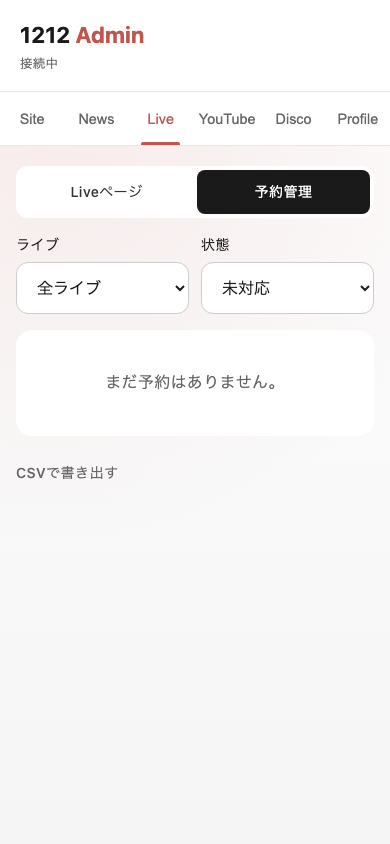 1212 Admin
接続中
Site News Live YouTube Disco Profile
Liveページ 予約管理
ライブ 状態
全ライブ 未対応
まだ予約はありません。
CSVで書き出す